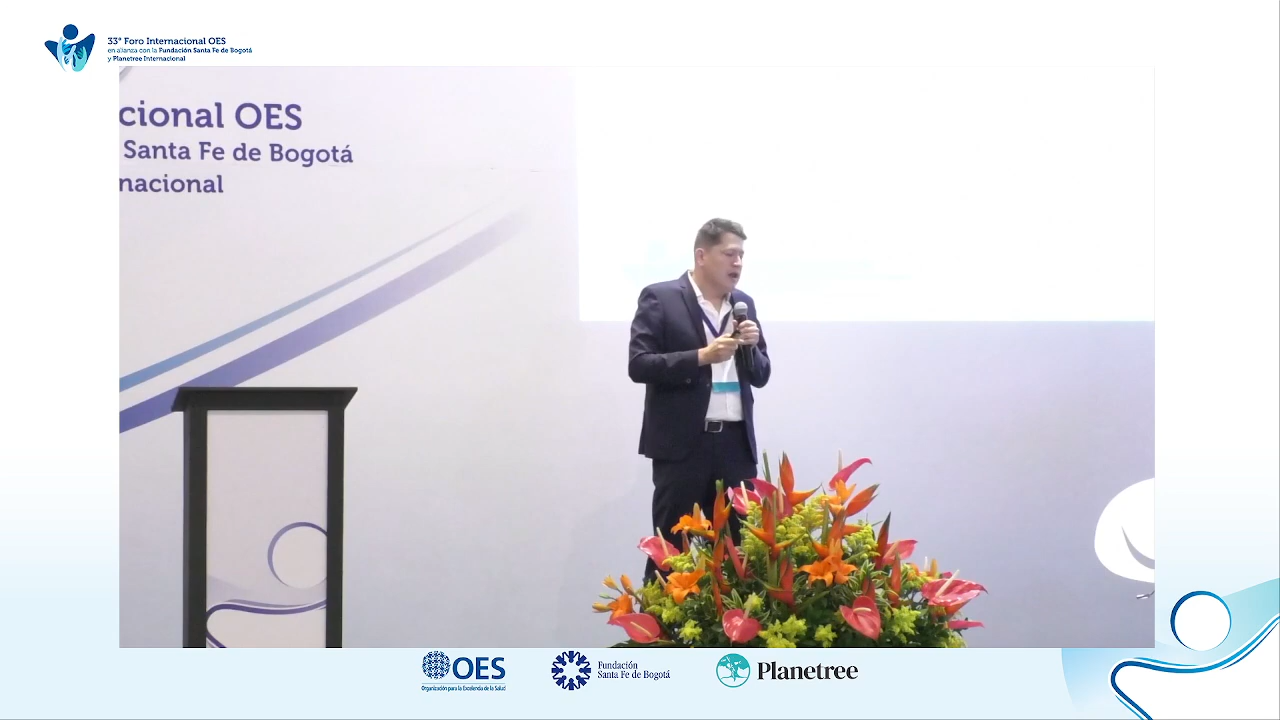 33° Foro Internacional OES
en alianza con la Fundación Santa Fe de Bogotá
y Planetree Internacional
cional OES
Santa Fe de Bogotá
nacional
OES
Organización para la Excelencia de la Salud
Fundación
Santa Fe de Bogotá
Planetree